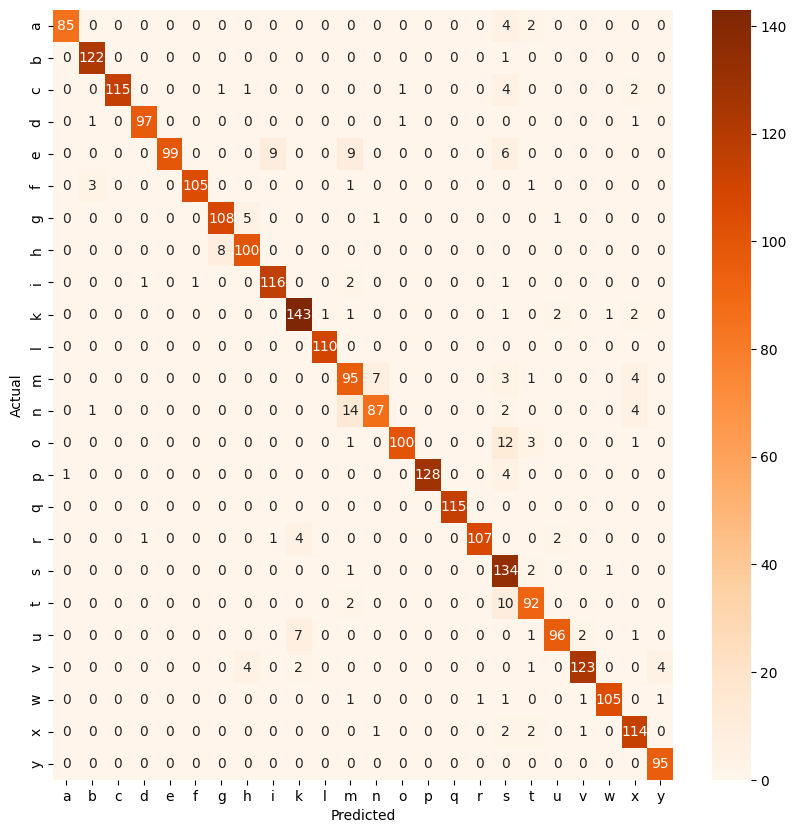 a 85 0 0 0 0 0 0 0 0 0 0 0 0 0 0 0 0 4 2 0 0 0 0 0
b 0 122 0 0 0 0 0 0 0 0 0 0 0 0 0 0 0 1 0 0 0 0 0 0
c 0 0 115 0 0 0 1 1 0 0 0 0 0 1 0 0 0 4 0 0 0 0 2 0
d 0 1 0 97 0 0 0 0 0 0 0 0 0 1 0 0 0 0 0 0 0 0 1 0
e 0 0 0 0 99 0 0 0 9 0 0 9 0 0 0 0 0 6 0 0 0 0 0 0
f 0 3 0 0 0 105 0 0 0 0 0 1 0 0 0 0 0 0 1 0 0 0 0 0
g 0 0 0 0 0 0 108 5 0 0 0 0 1 0 0 0 0 0 0 1 0 0 0 0
h 0 0 0 0 0 0 8 100 0 0 0 0 0 0 0 0 0 0 0 0 0 0 0 0
i 0 0 0 1 0 1 0 0 116 0 0 2 0 0 0 0 0 1 0 0 0 0 0 0
k 0 0 0 0 0 0 0 0 0 143 1 1 0 0 0 0 0 1 0 2 0 1 2 0
l 0 0 0 0 0 0 0 0 0 0 110 0 0 0 0 0 0 0 0 0 0 0 0 0
m 0 0 0 0 0 0 0 0 0 0 0 95 7 0 0 0 0 3 1 0 0 0 4 0
n 0 1 0 0 0 0 0 0 0 0 0 14 87 0 0 0 0 2 0 0 0 0 4 0
o 0 0 0 0 0 0 0 0 0 0 0 1 0 100 0 0 0 12 3 0 0 0 1 0
p 1 0 0 0 0 0 0 0 0 0 0 0 0 0 128 0 0 4 0 0 0 0 0 0
q 0 0 0 0 0 0 0 0 0 0 0 0 0 0 0 115 0 0 0 0 0 0 0 0
r 0 0 0 1 0 0 0 0 1 4 0 0 0 0 0 0 107 0 0 2 0 0 0 0
s 0 0 0 0 0 0 0 0 0 0 0 1 0 0 0 0 0 134 2 0 0 1 0 0
t 0 0 0 0 0 0 0 0 0 0 0 2 0 0 0 0 0 10 92 0 0 0 0 0
u 0 0 0 0 0 0 0 0 0 7 0 0 0 0 0 0 0 0 1 96 2 0 1 0
v 0 0 0 0 0 0 0 4 0 2 0 0 0 0 0 0 0 0 1 0 123 0 0 4
w 0 0 0 0 0 0 0 0 0 0 0 1 0 0 0 0 1 1 0 0 1 105 0 1
x 0 0 0 0 0 0 0 0 0 0 0 0 1 0 0 0 0 2 2 0 1 0 114 0
y 0 0 0 0 0 0 0 0 0 0 0 0 0 0 0 0 0 0 0 0 0 0 0 95
a b c d e f g h i k l m n o p q r s t u v w x y
Predicted
Actual
140
120
100
80
60
40
20
0